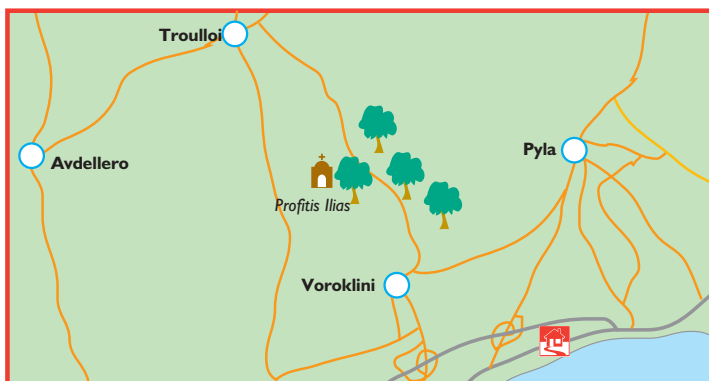 Troulloi
Avdellero
Pyla
Profitis Ilias
Voroklini